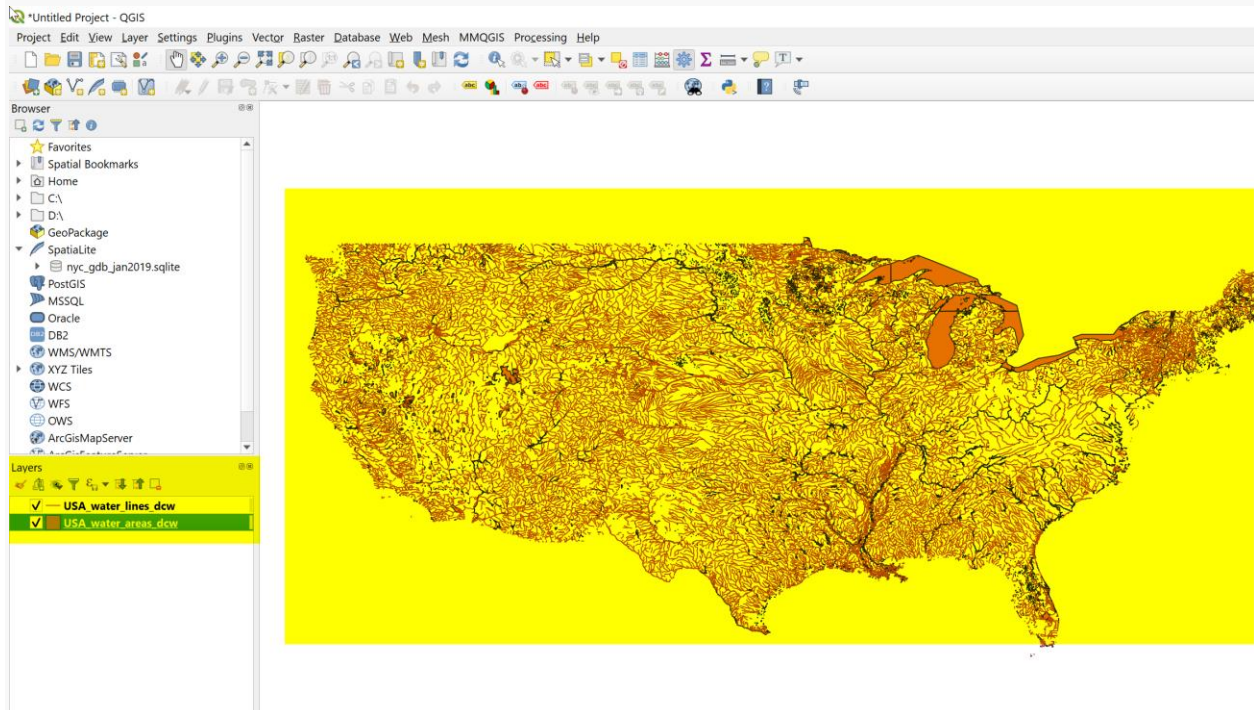 *Untitled Project - QGIS
Project Edit View Layer Settings Plugins Vector Raster Database Web Mesh MMQGIS Processing Help
Browser
Favorites
Spatial Bookmarks
Home
C:\
D:\
GeoPackage
SpatiaLite
nyc_gdb_jan2019.sqlite
PostGIS
MSSQL
Oracle
DB2
WMS/WMTS
XYZ Tiles
WCS
WFS
OWS
ArcGisMapServer
Layers
USA_water_lines_dcw
USA_water_areas_dcw